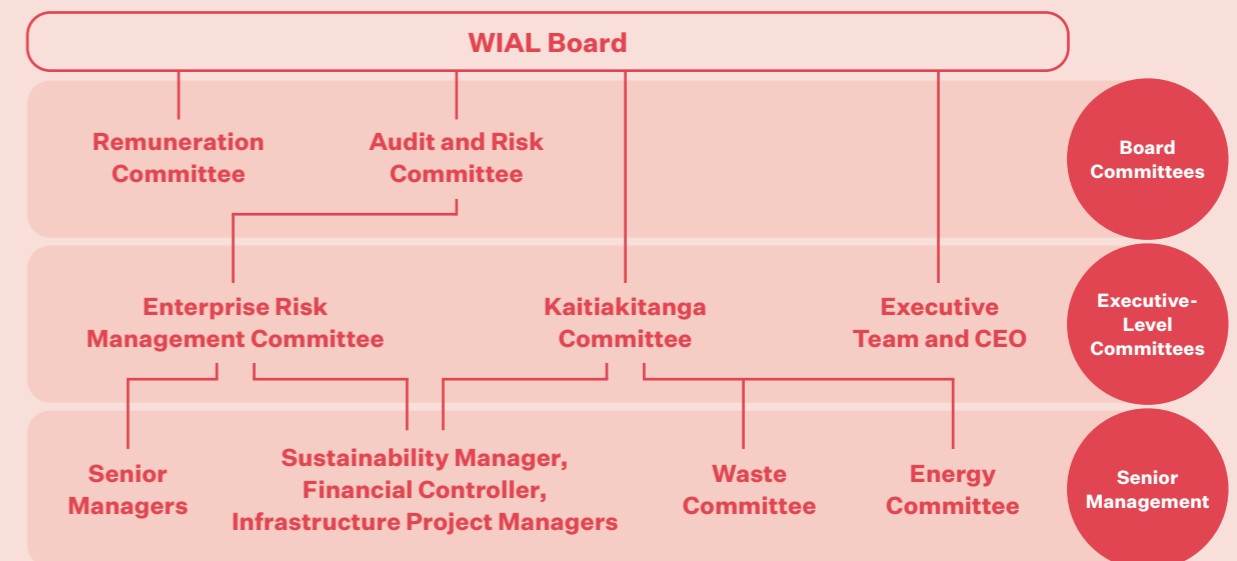 WIAL Board
Remuneration
Committee
Audit and Risk
Committee
Board
Committees
Enterprise Risk
Management Committee
Kaitiakitanga
Committee
Executive
Team and CEO
Executive-
Level
Committees
Senior
Managers
Sustainability Manager,
Financial Controller,
Infrastructure Project Managers
Waste
Committee
Energy
Committee
Senior
Management